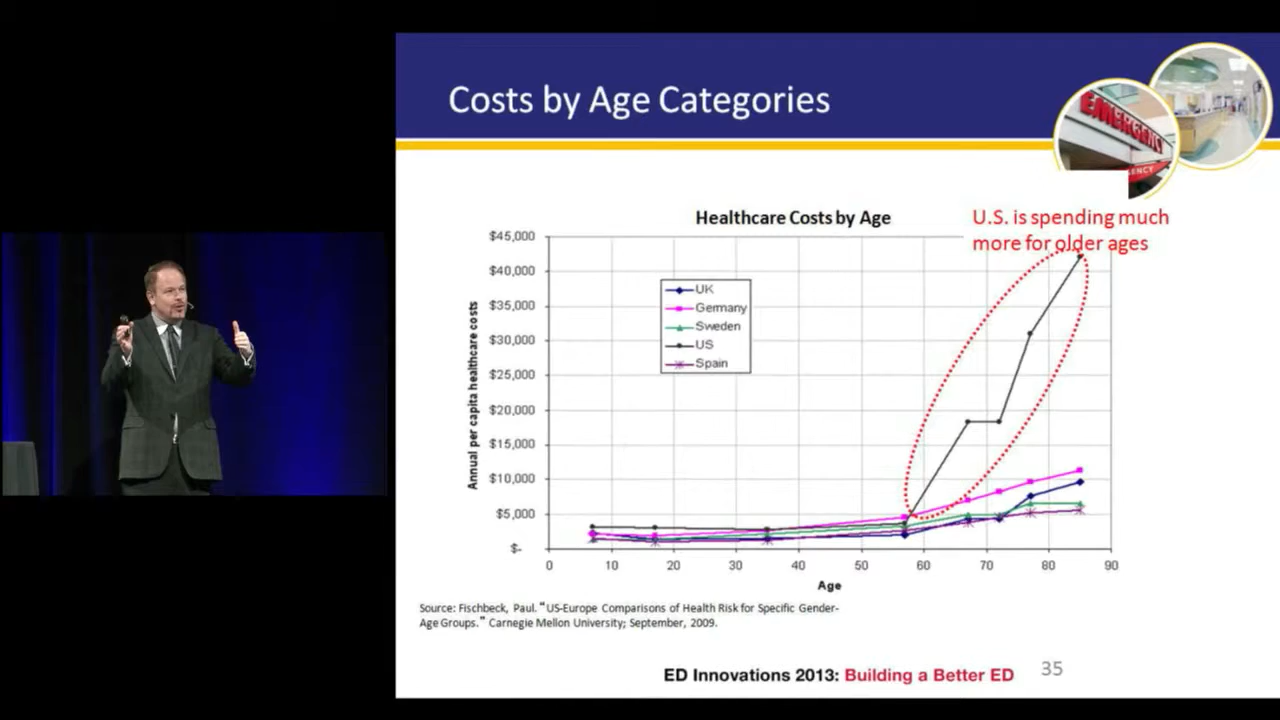 Costs by Age Categories
EMERGENCY
Healthcare Costs by Age
U.S. is spending much
more for older ages
$45,000
$40,000
$35,000
$30,000
$25,000
$20,000
$15,000
$10,000
$5,000
$-
Annual per capita healthcare costs
UK
Germany
Sweden
US
Spain
0 10 20 30 40 50 60 70 80 90
Age
Source: Fischbeck, Paul. “US-Europe Comparisons of Health Risk for Specific Gender-
Age Groups.” Carnegie Mellon University; September, 2009.
ED Innovations 2013: Building a Better ED
35